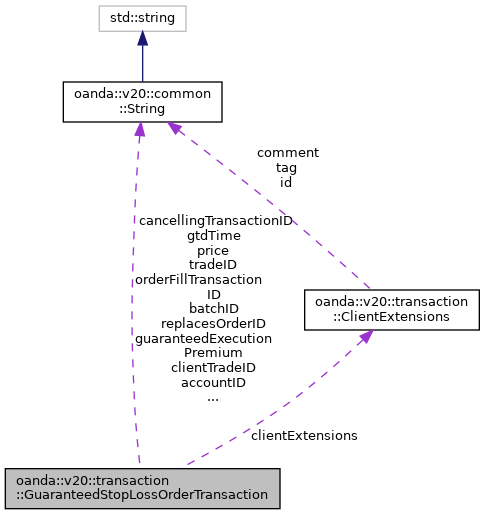 std::string
oanda::v20::common
::String
comment
tag
id
cancellingTransactionID
gtdTime
price
tradeID
orderFillTransaction
ID
batchID
replacesOrderID
guaranteedExecution
Premium
clientTradeID
accountID
...
oanda::v20::transaction
::ClientExtensions
clientExtensions
oanda::v20::transaction
::GuaranteedStopLossOrderTransaction